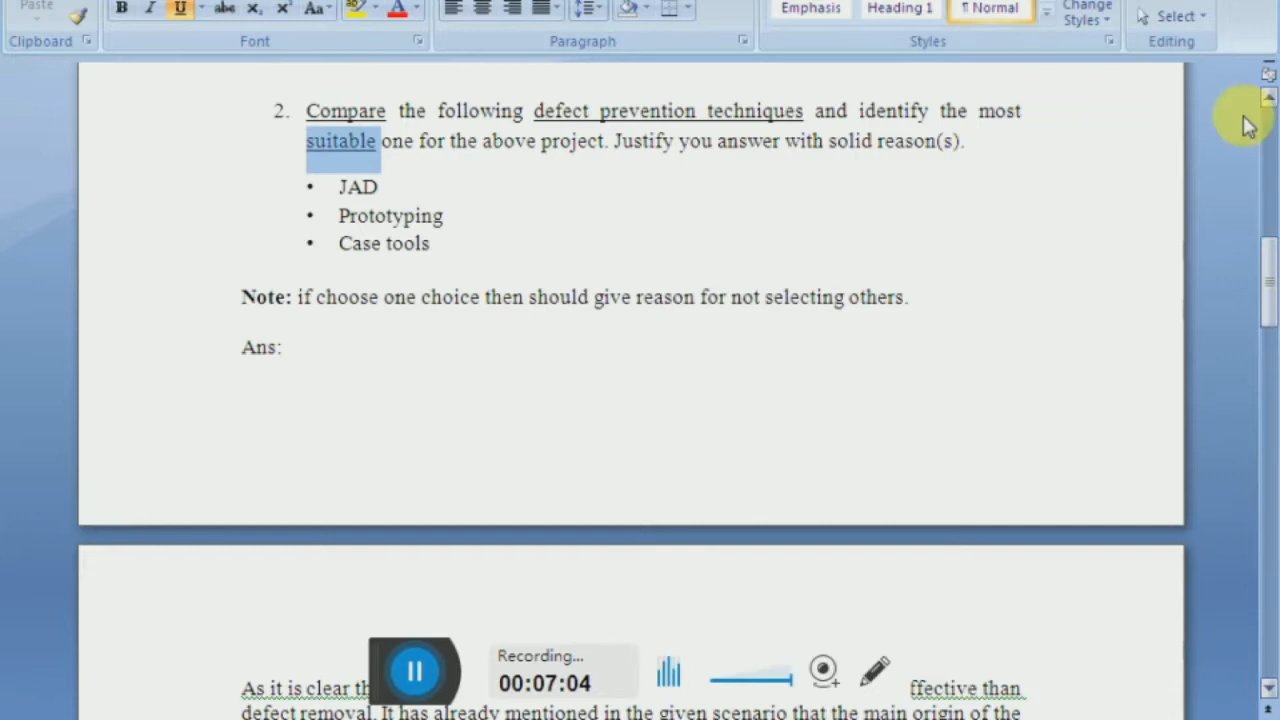 Paste
B I U abc x, x² Aa ab A
Emphasis
Heading 1
¶ Normal
Change
Styles
Select
Clipboard
Font
Paragraph
Styles
Editing
2. Compare the following defect prevention techniques and identify the most
suitable one for the above project. Justify you answer with solid reason(s).
• JAD
• Prototyping
• Case tools
Note: if choose one choice then should give reason for not selecting others.
Ans:
Recording...
00:07:04
As it is clear th
ffective than
defect removal. It has already mentioned in the given scenario that the main origin of the